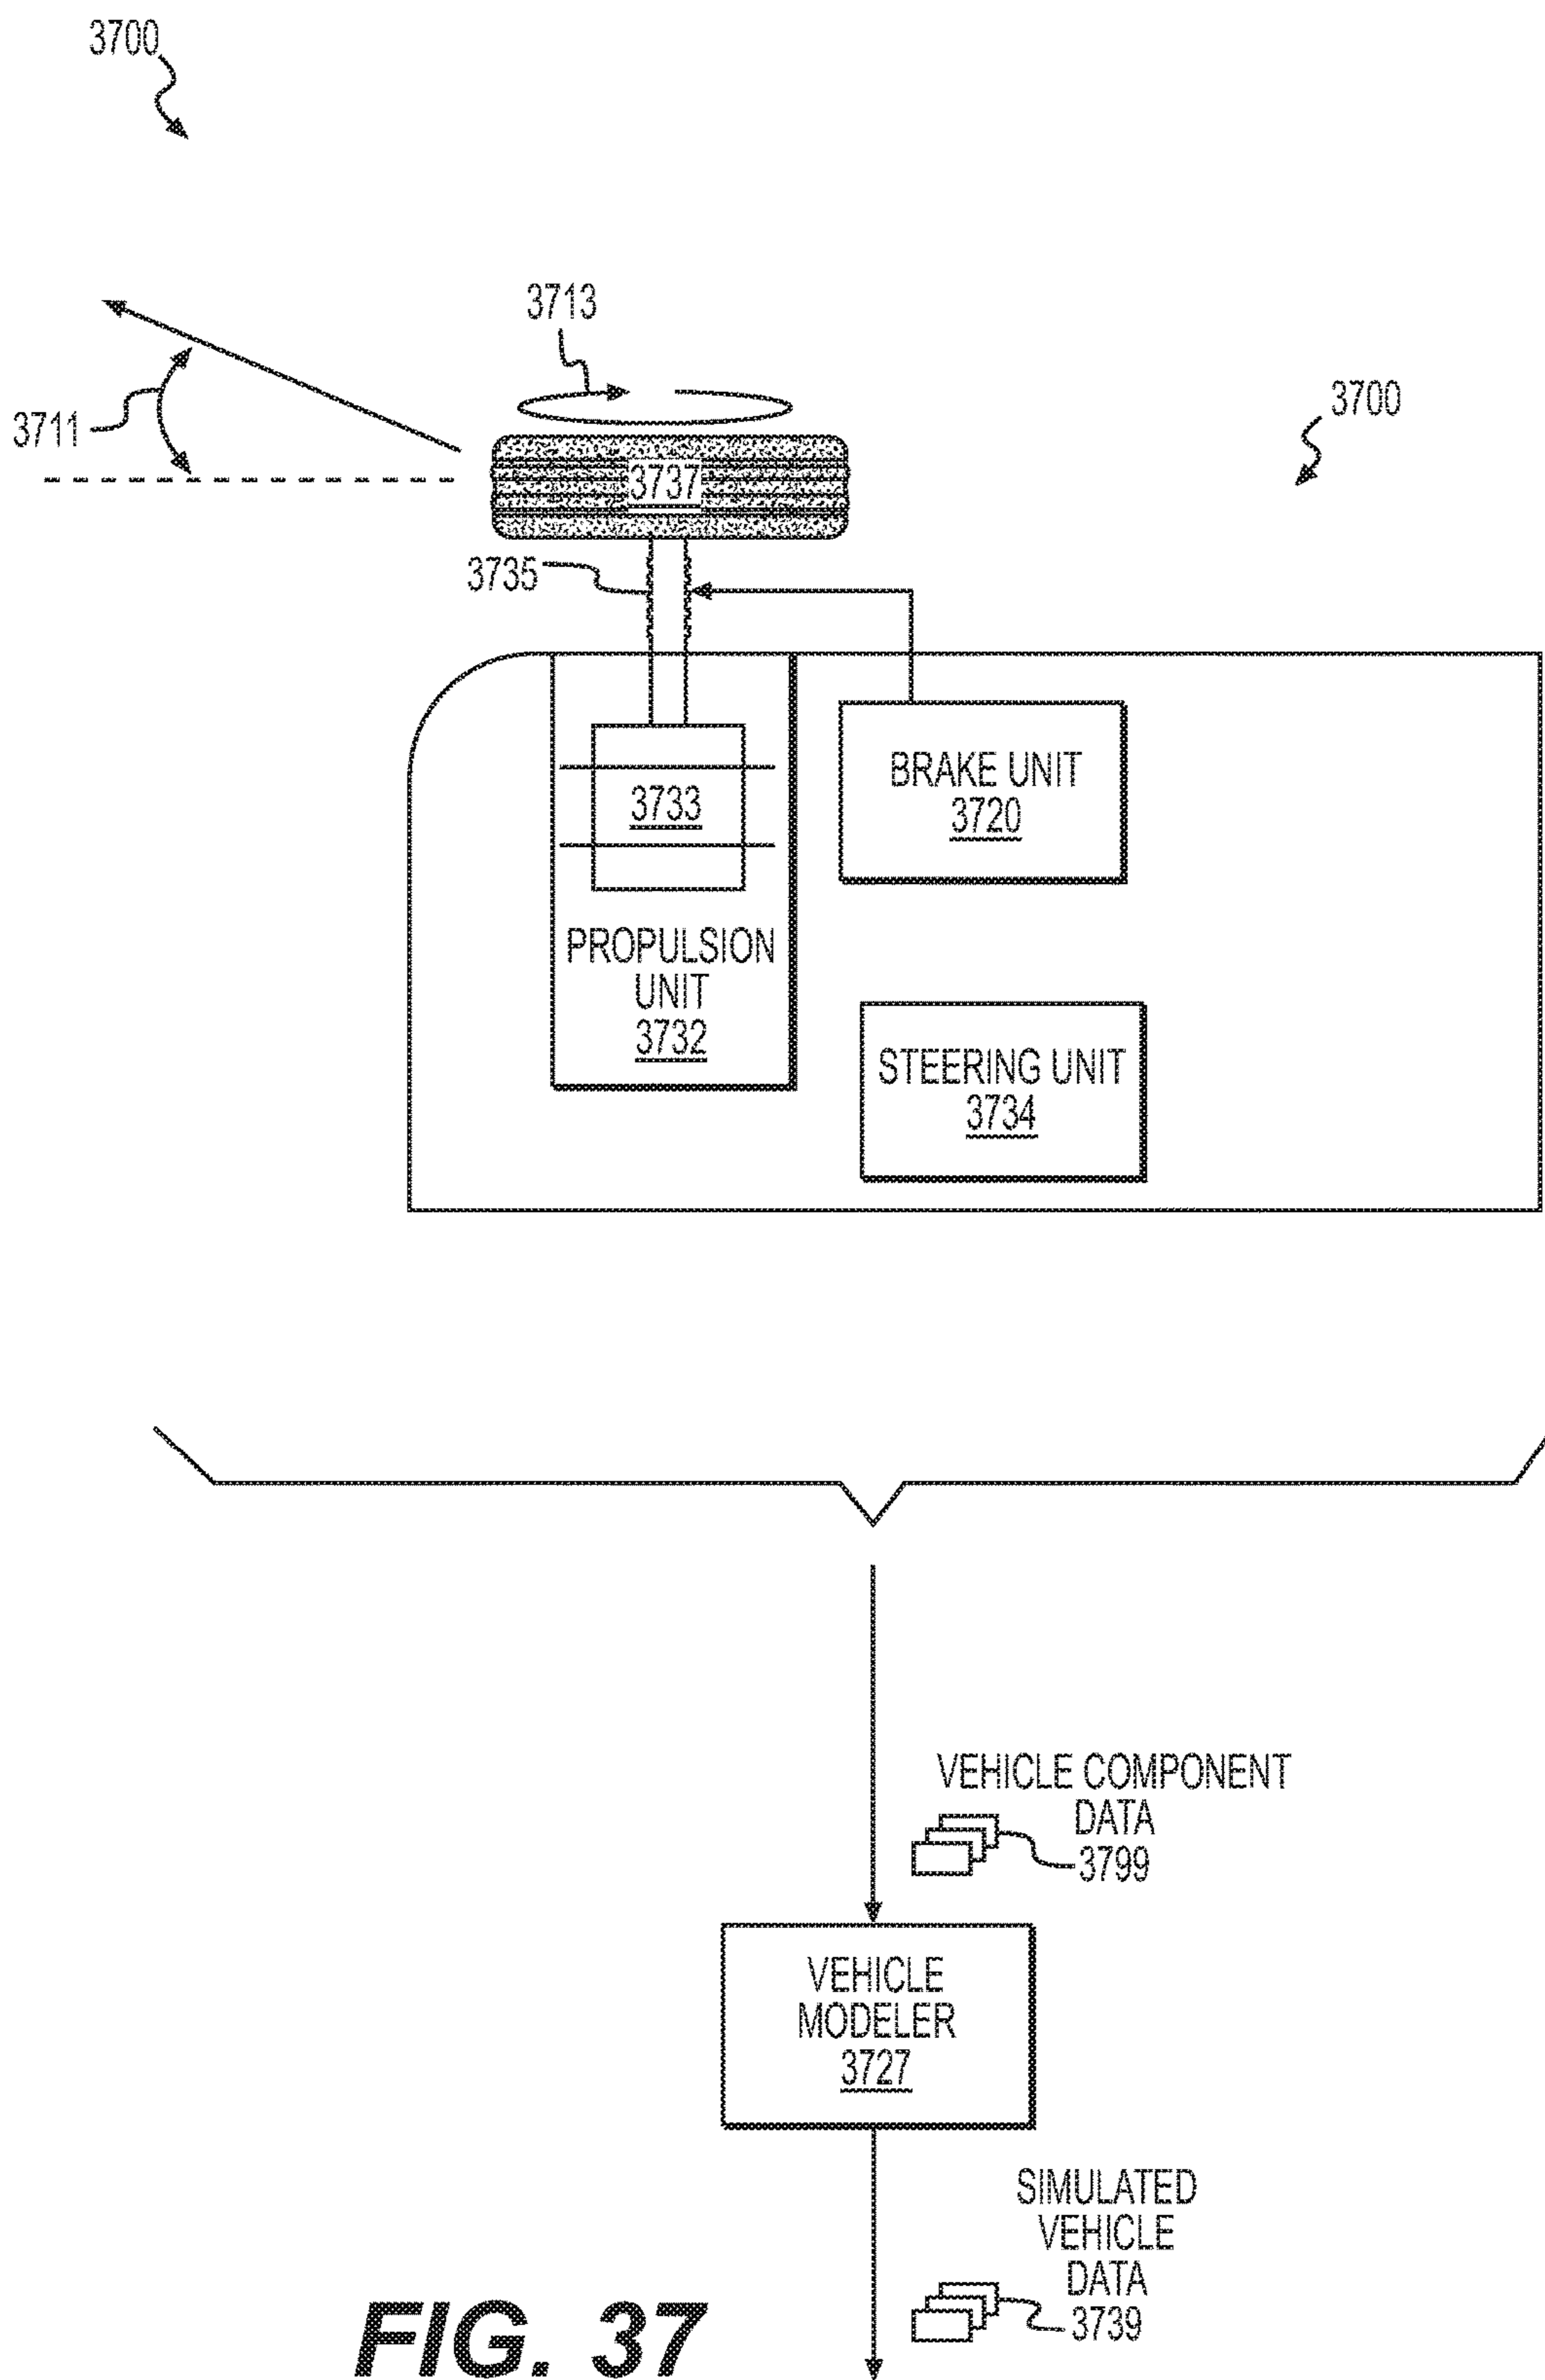 3700
3713
3711
3700
3737
3735
BRAKE UNIT
3720
3733
PROPULSION
UNIT
3732
STEERING UNIT
3734
VEHICLE COMPONENT
DATA
3799
VEHICLE
MODELER
3727
SIMULATED
VEHICLE
DATA
3739
FIG. 37